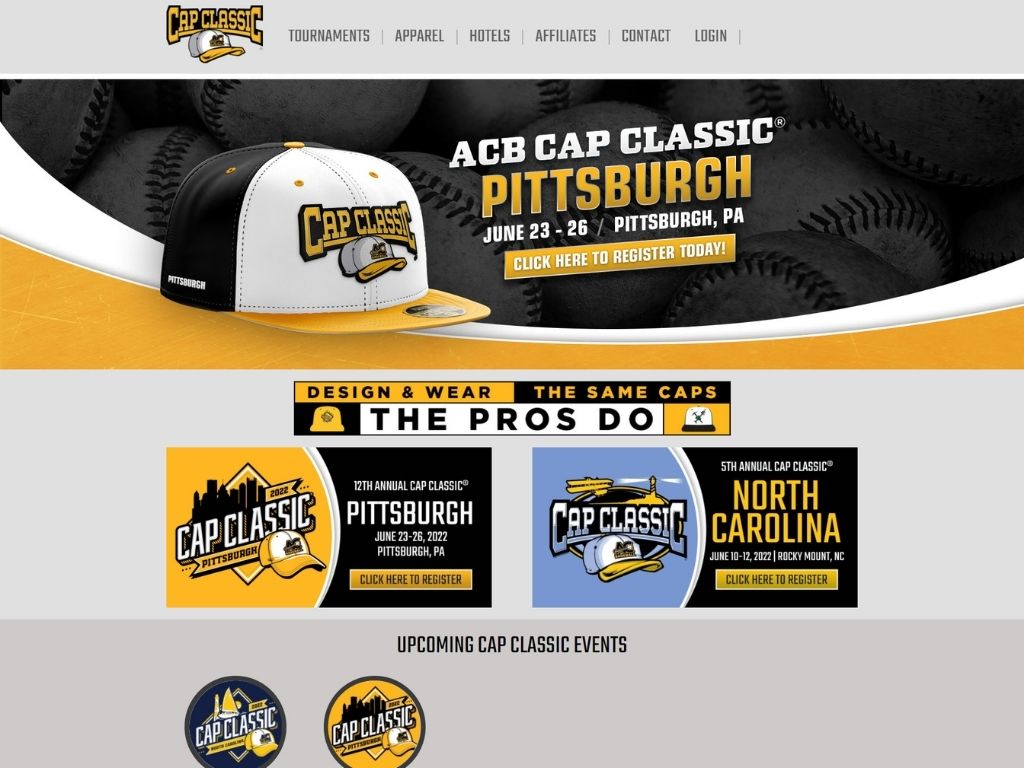 CAP CLASSIC
TOURNAMENTS | APPAREL | HOTELS | AFFILIATES | CONTACT LOGIN |
ACB CAP CLASSIC®
PITTSBURGH
JUNE 23 - 26 / PITTSBURGH, PA
CLICK HERE TO REGISTER TODAY!
CAP CLASSIC
PITTSBURGH
DESIGN & WEAR THE SAME CAPS
THE PROS DO
2022
CAP CLASSIC
PITTSBURGH
12TH ANNUAL CAP CLASSIC®
PITTSBURGH
JUNE 23-26, 2022
PITTSBURGH, PA
CLICK HERE TO REGISTER
CAP CLASSIC
5TH ANNUAL CAP CLASSIC®
NORTH
CAROLINA
JUNE 10-12, 2022 | ROCKY MOUNT, NC
CLICK HERE TO REGISTER
UPCOMING CAP CLASSIC EVENTS
2022
CAP CLASSIC
NORTH CAROLINA
2022
CAP CLASSIC
PITTSBURGH